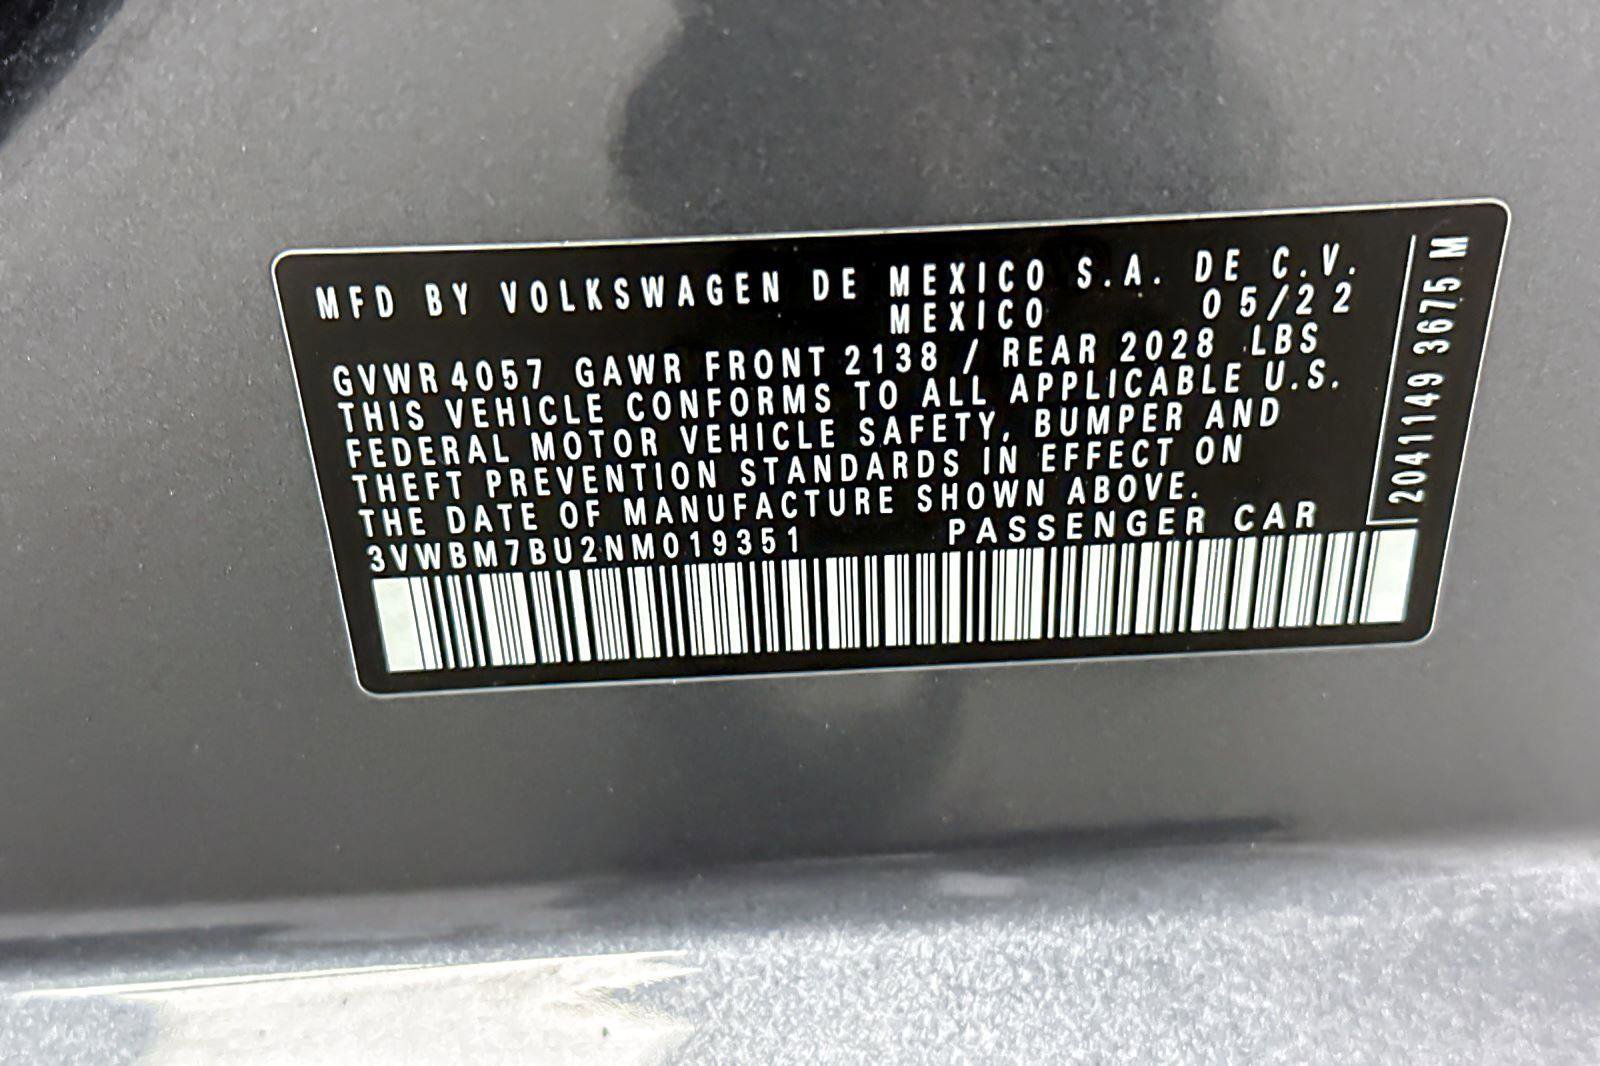 MFD BY VOLKSWAGEN DE MEXICO S.A. DE C.V.
MEXICO 05/22
GVWR 4057 GAWR FRONT 2138 / REAR 2028 LBS
THIS VEHICLE CONFORMS TO ALL APPLICABLE U.S.
FEDERAL MOTOR VEHICLE SAFETY, BUMPER AND
THEFT PREVENTION STANDARDS IN EFFECT ON
THE DATE OF MANUFACTURE SHOWN ABOVE.
3VWBM7BU2NM019351 PASSENGER CAR
2041149 3675 M